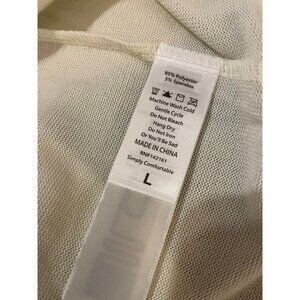 95% Polyester
5% Spandex
Machine Wash Cold
Gentle Cycle
Do Not Bleach
Hang Dry
Do Not Iron
Or You'll Be Sad
MADE IN CHINA
RN#142161
Simply Comfortable
L